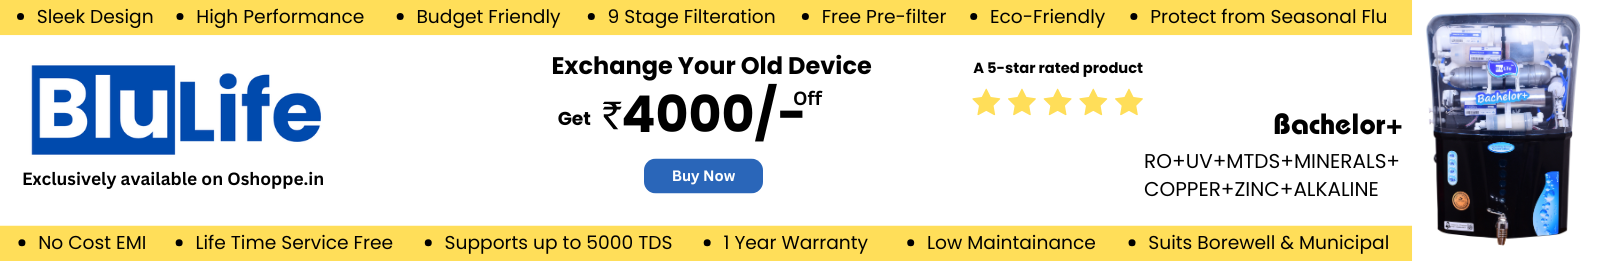 • Sleek Design • High Performance • Budget Friendly • 9 Stage Filteration • Free Pre-filter • Eco-Friendly • Protect from Seasonal Flu
BluLife
Exclusively available on Oshoppe.in
Exchange Your Old Device
Get ₹4000/- Off
Buy Now
A 5-star rated product
Bachelor+
RO+UV+MTDS+MINERALS+
COPPER+ZINC+ALKALINE
BluLife
Bachelor+
• No Cost EMI • Life Time Service Free • Supports up to 5000 TDS • 1 Year Warranty • Low Maintainance • Suits Borewell & Municipal